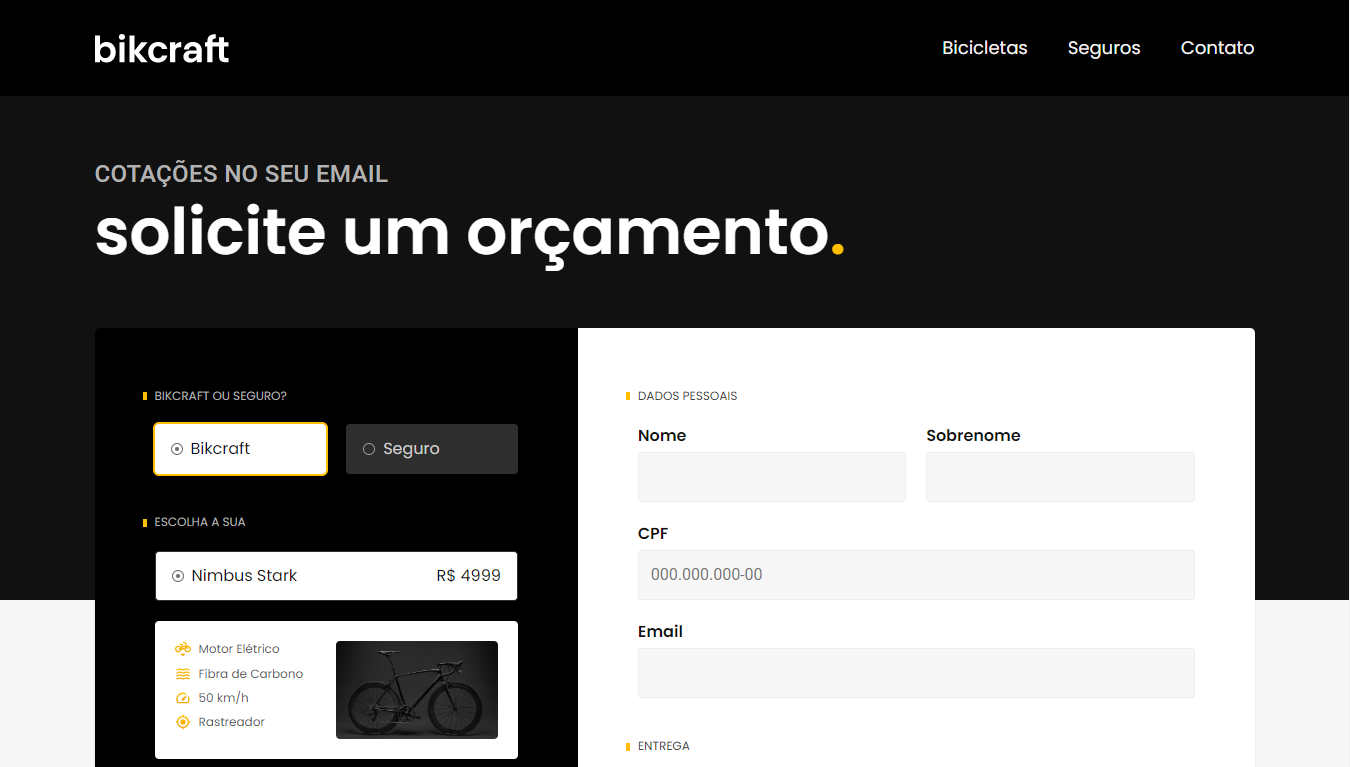 bikcraft
Bicicletas Seguros Contato
COTAÇÕES NO SEU EMAIL
solicite um orçamento.
BIKCRAFT OU SEGURO?
Bikcraft Seguro
ESCOLHA A SUA
Nimbus Stark R$ 4999
Motor Elétrico
Fibra de Carbono
50 km/h
Rastreador
DADOS PESSOAIS
Nome Sobrenome
CPF
000.000.000-00
Email
ENTREGA